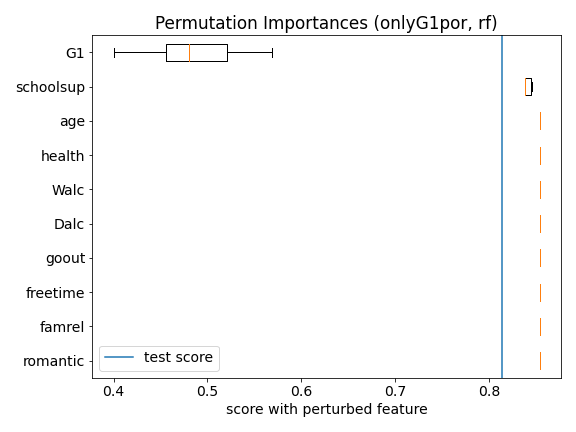 Permutation Importances (onlyG1por, rf)
G1
schoolsup
age
health
Walc
Dalc
goout
freetime
famrel
romantic
test score
0.4 0.5 0.6 0.7 0.8
score with perturbed feature